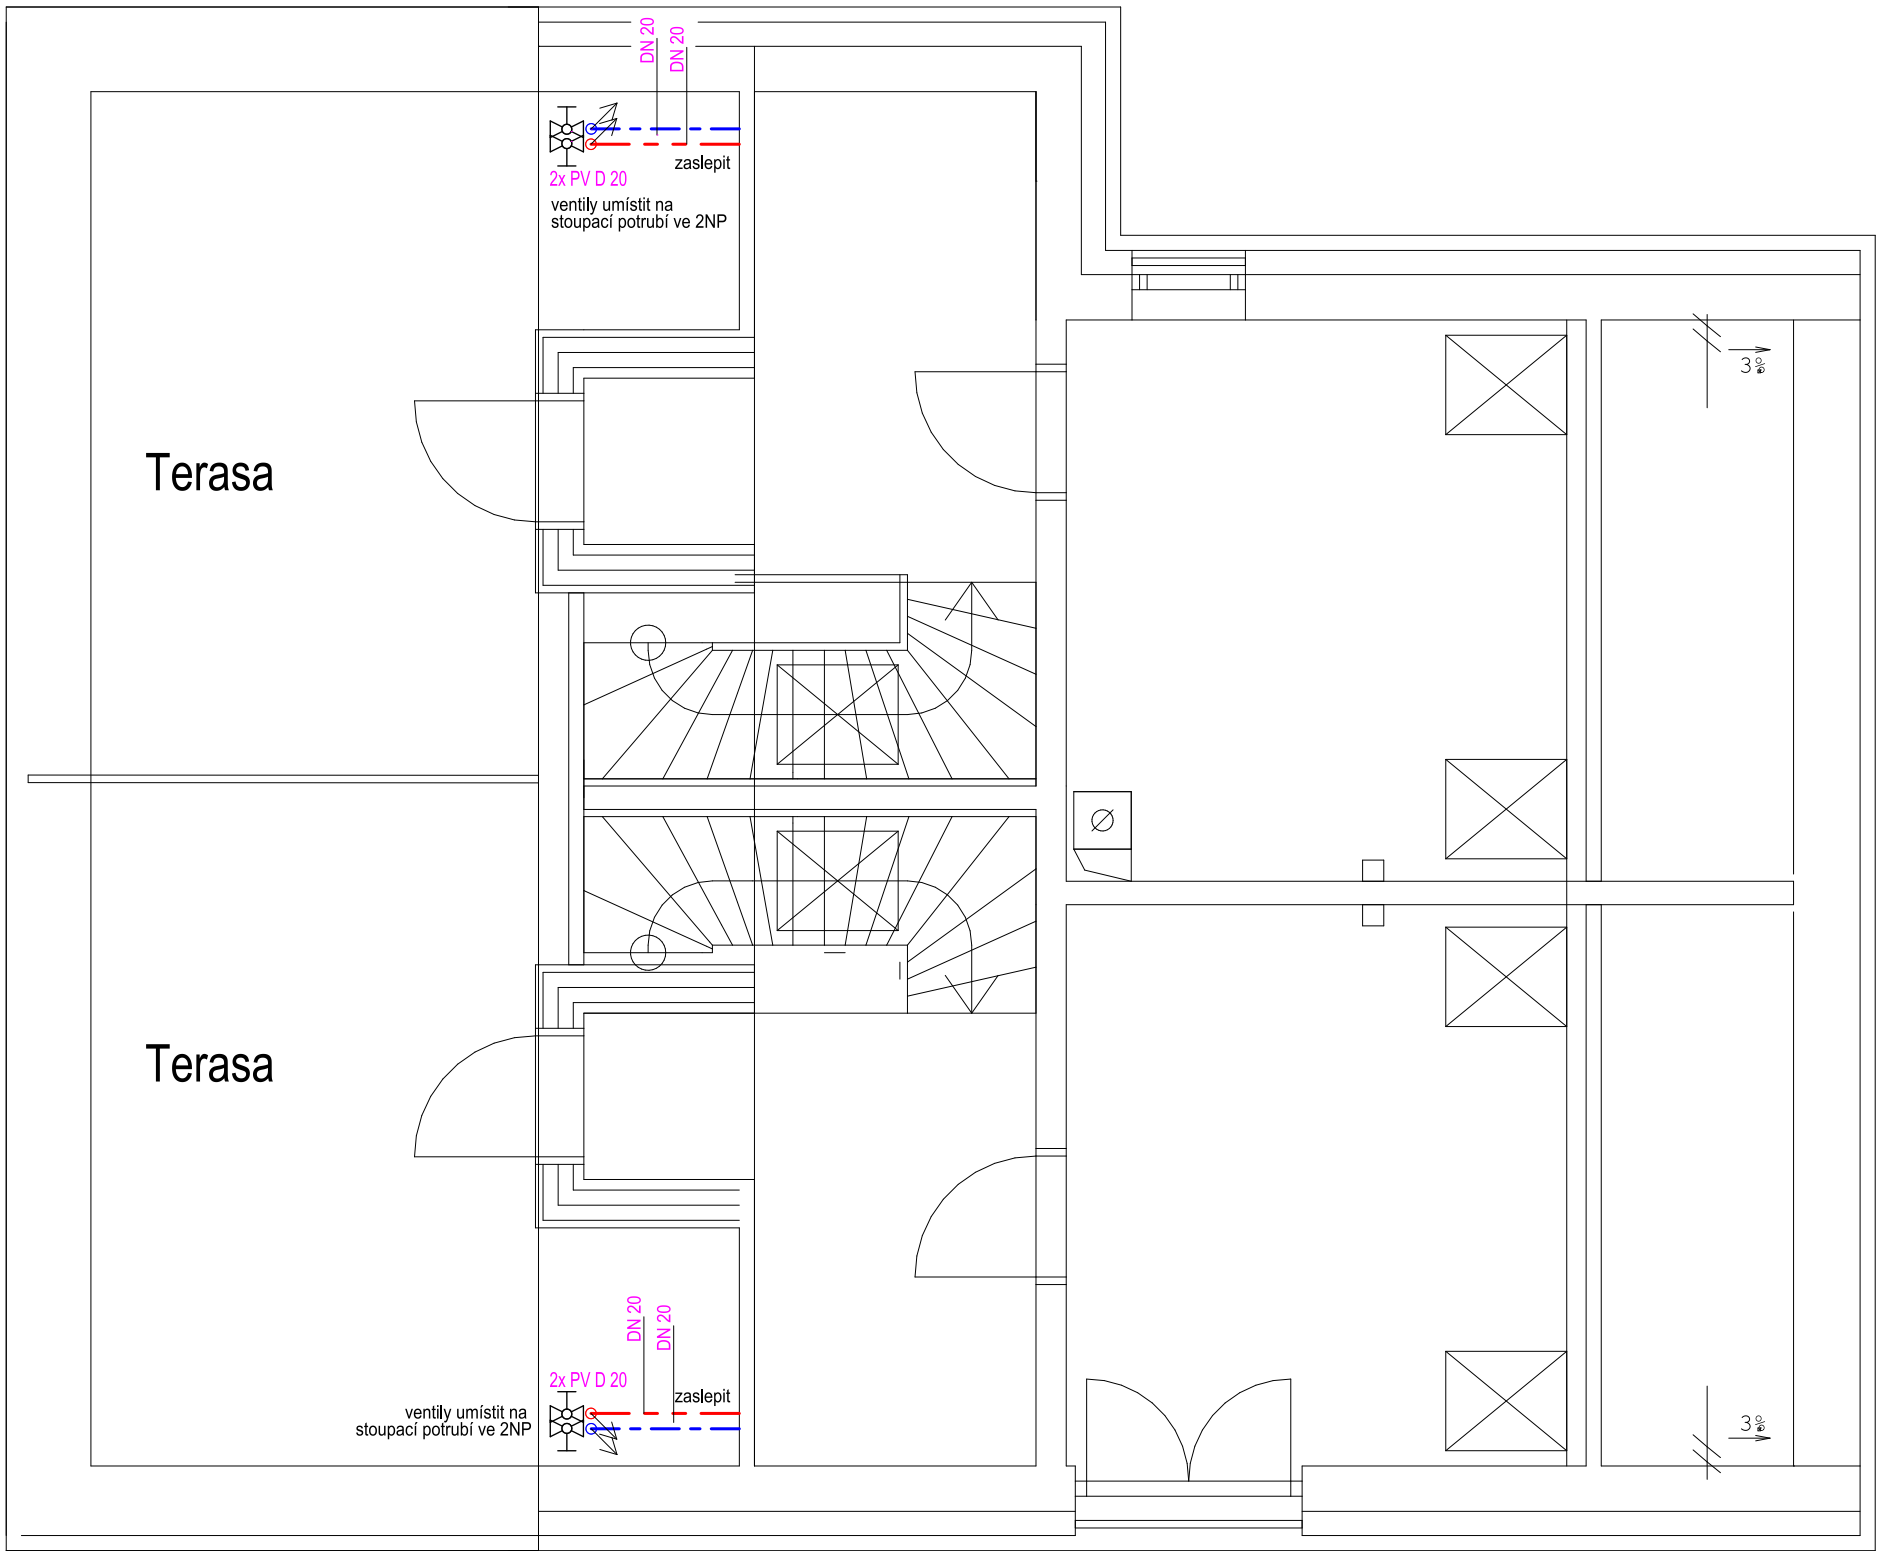 DN 20
DN 20
zaslepit
2x PV D 20
ventily umístit na
stoupací potrubí ve 2NP
3%
Terasa
Terasa
DN 20
DN 20
2x PV D 20
zaslepit
ventily umístit na
stoupací potrubí ve 2NP
3%